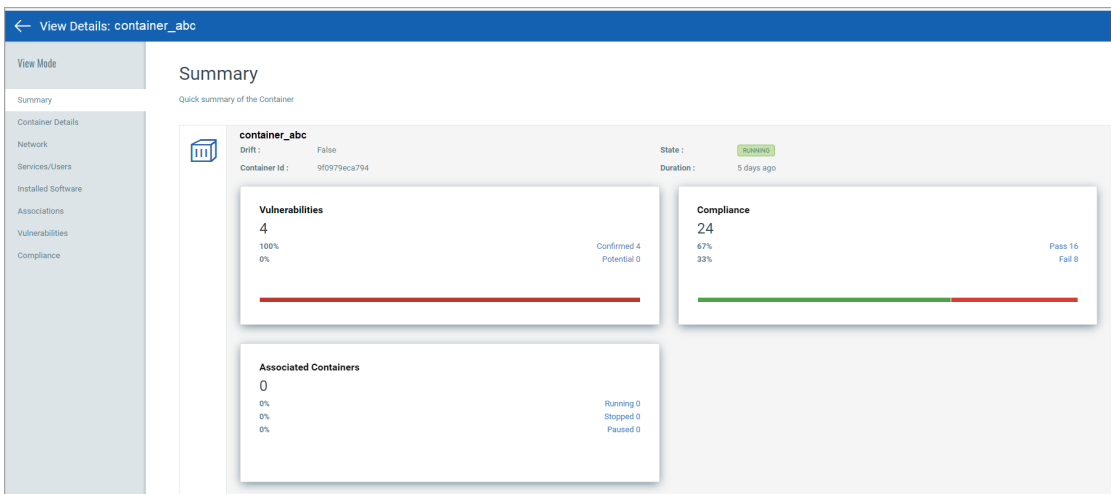 View Details: container_abc
View Mode
Summary
Container Details
Network
Services/Users
Installed Software
Associations
Vulnerabilities
Compliance
Summary
Quick summary of the Container
container_abc
Drift : False State : RUNNING
Container Id : 9f0979eca794 Duration : 5 days ago
Vulnerabilities
4
100% Confirmed 4
0% Potential 0
Compliance
24
67% Pass 16
33% Fail 8
Associated Containers
0
0% Running 0
0% Stopped 0
0% Paused 0